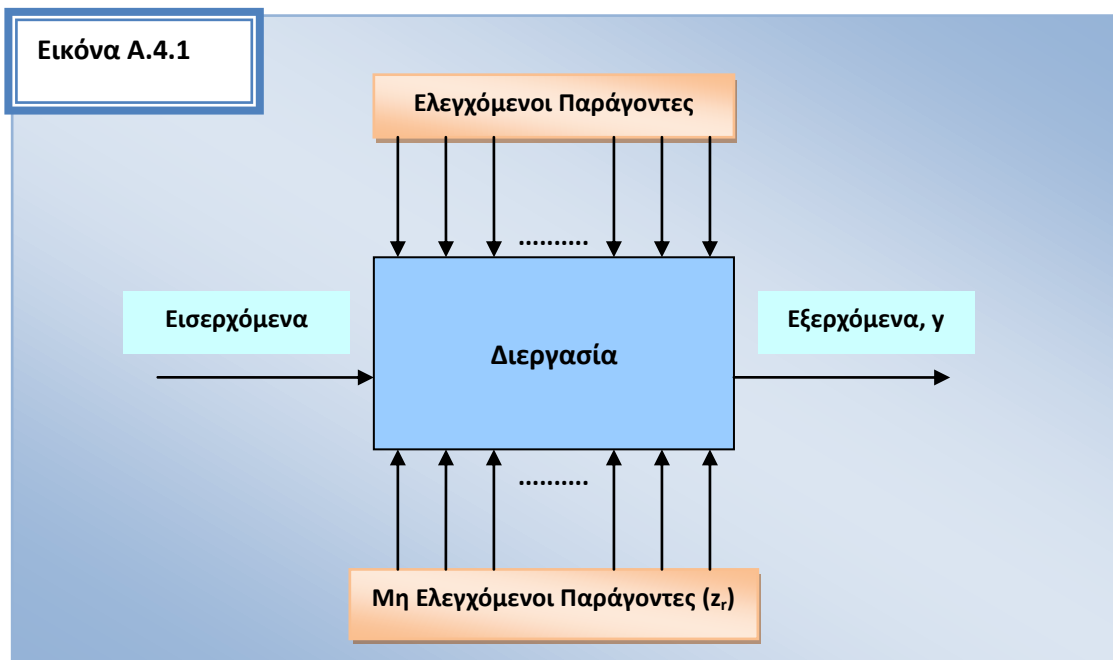 Εικόνα Α.4.1
Ελεγχόμενοι Παράγοντες
..........
Εισερχόμενα
Διεργασία
Εξερχόμενα, y
..........
Μη Ελεγχόμενοι Παράγοντες (zr)